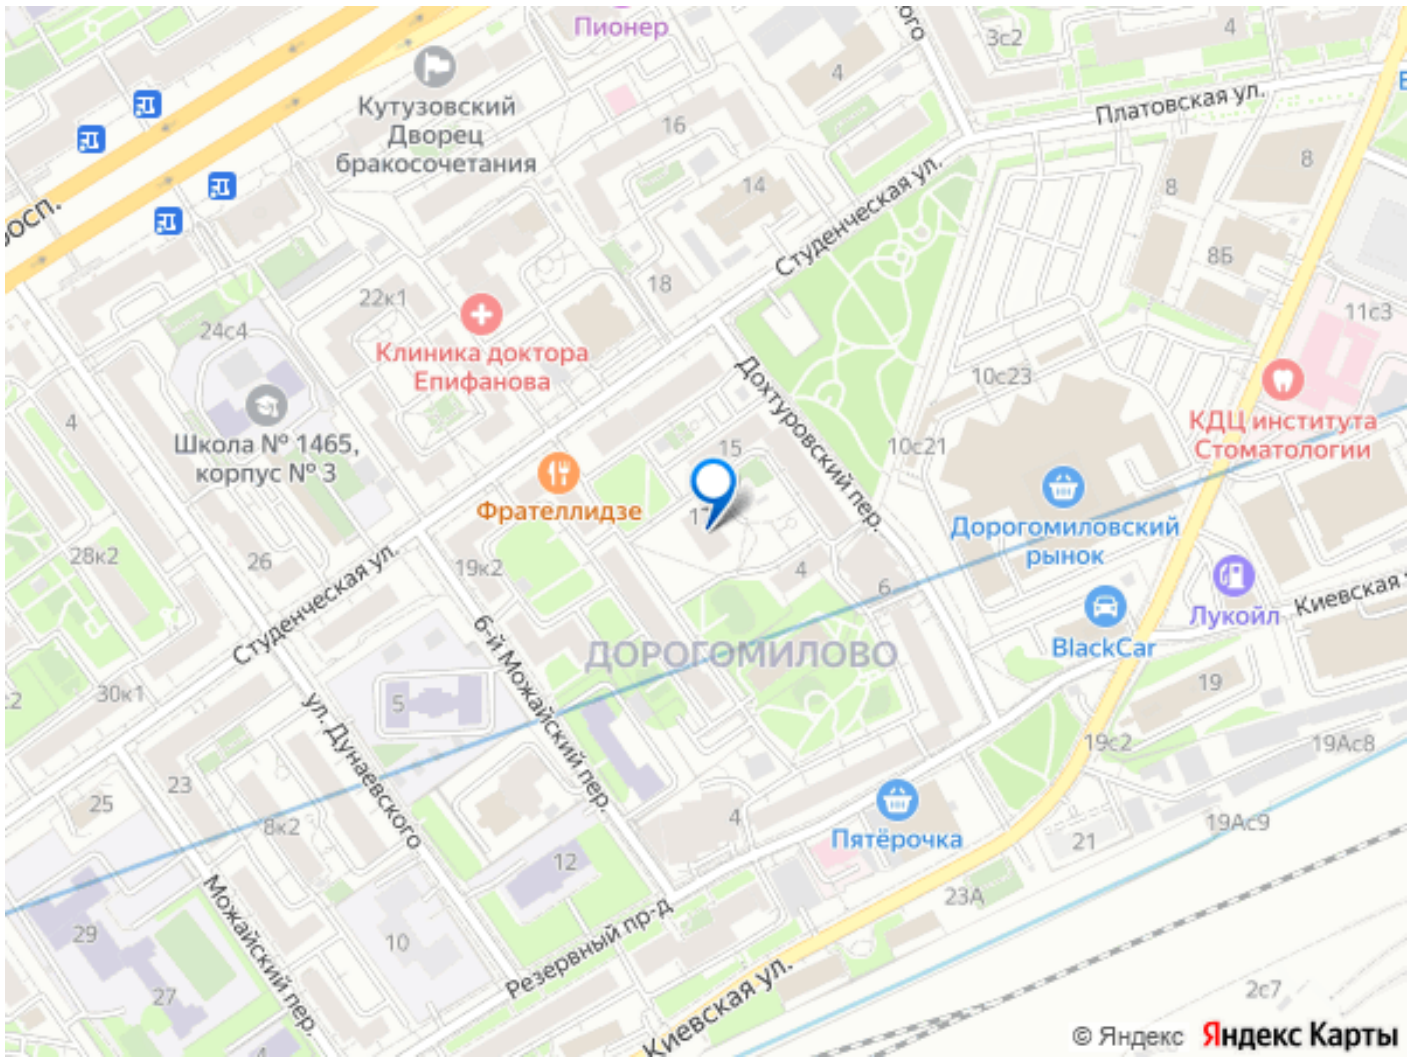 Пионер
ого
3с2
4
4
Кутузовский
Дворец
бракосочетания
16
14
Платовская ул.
8
8
росп.
Студенческая ул.
8Б
18
22к1
11с3
24с4
Клиника доктора
Епифанова
Дохтуровский пер.
10с23
КДЦ института
Стоматологии
4
Школа № 1465,
корпус № 3
15
10с21
Фрателлидзе
Дорогомиловский
рынок
28к2
26
19к2
4
6
Студенческая ул.
Лукойл
Киевская
BlackCar
6-й Можайский пер.
ДОРОГОМИЛОВО
30к1
5
19
ул. Дунаевского
19с2
19Ас8
23
25
8к2
4
Пятёрочка
19Ас9
21
12
Можайский пер.
23А
29
10
Резервный пр-д
27
Киевская ул.
2с7
4
© Яндекс Яндекс Карты